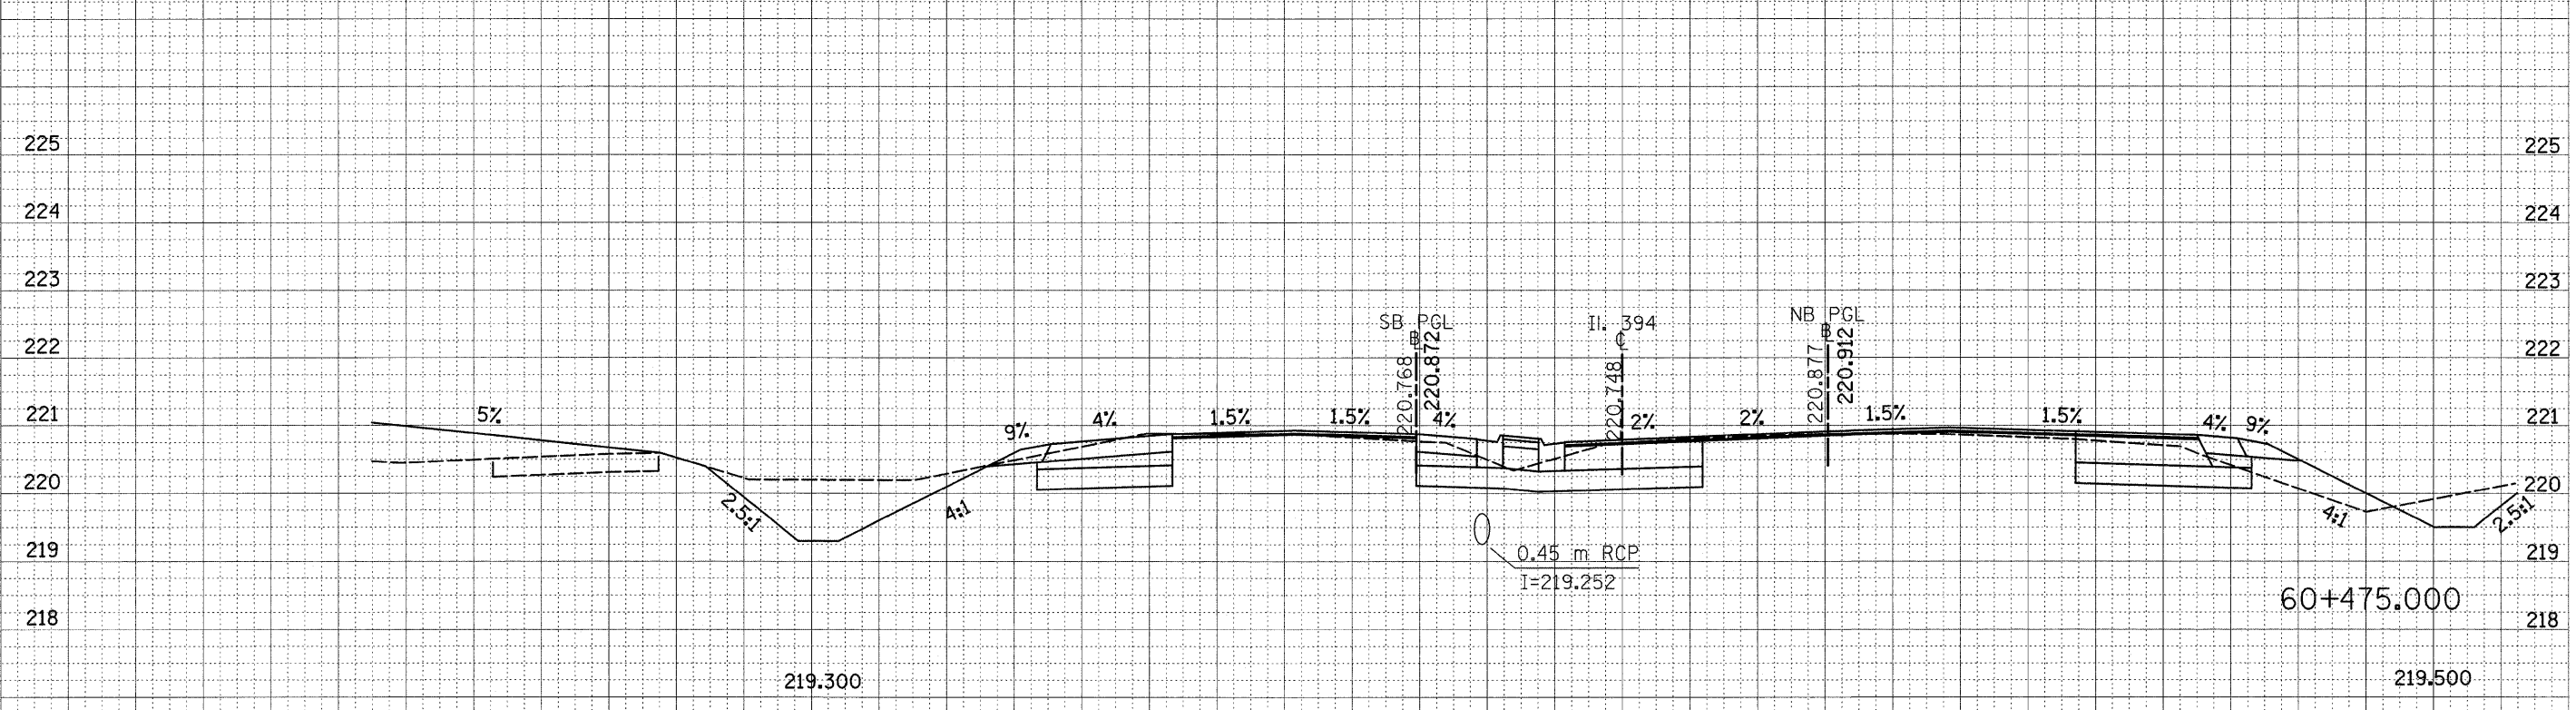 225 225
224 224
223 223
SB PGL Il. 394 NB PGL
B ℄ B
222 222
220.768 220.872 220.748 220.877 220.912
221 5% 9% 4% 1.5% 1.5% 4% 2% 2% 1.5% 1.5% 4% 9% 221
220 220
2.5:1 4:1 4:1 2.5:1
219 0.45 m RCP 219
I=219.252
60+475.000
218 218
219.300 219.500